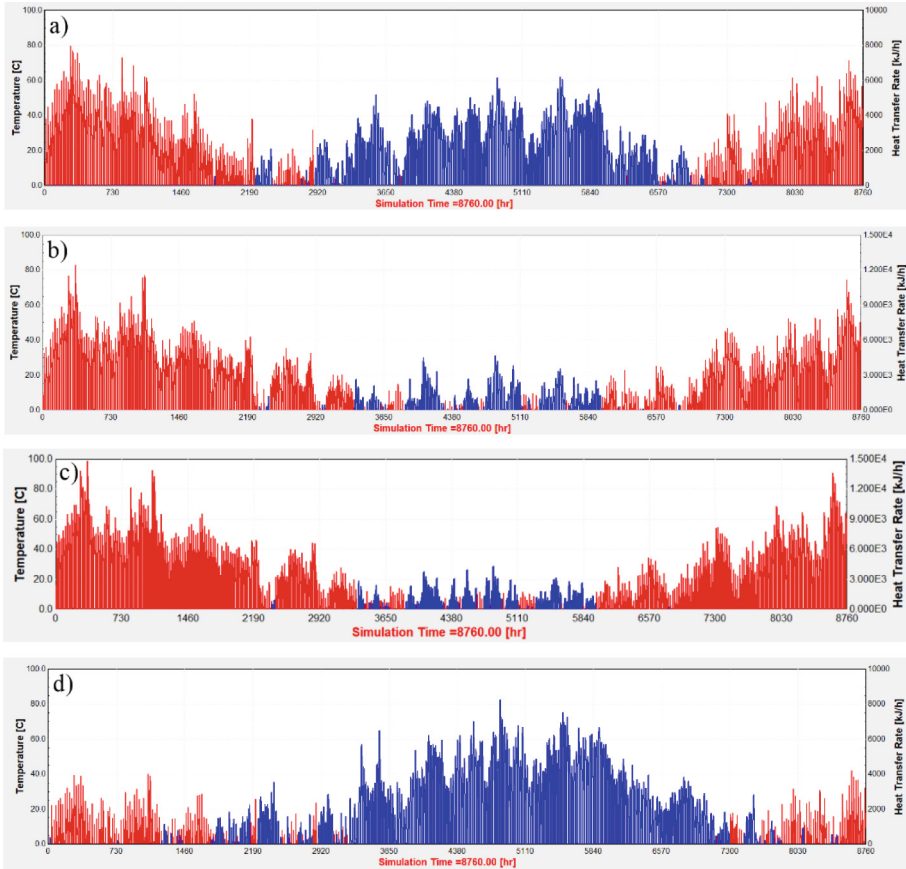 a)
Temperature [C]
100.0
80.0
60.0
40.0
20.0
0.0
Heat Transfer Rate [kJ/h]
10000
8000
6000
4000
2000
0
0 730 1460 2190 2920 3650 4380 5110 5840 6570 7300 8030 8760
Simulation Time =8760.00 [hr]
b)
Temperature [C]
100.0
80.0
60.0
40.0
20.0
0.0
Heat Transfer Rate [kJ/h]
1.500E4
1.200E4
9.000E3
6.000E3
3.000E3
0.000E0
0 730 1460 2190 2920 3650 4380 5110 5840 6570 7300 8030 8760
Simulation Time =8760.00 [hr]
c)
Temperature [C]
100.0
80.0
60.0
40.0
20.0
0.0
Heat Transfer Rate [kJ/h]
1.500E4
1.200E4
9.000E3
6.000E3
3.000E3
0.000E0
0 730 1460 2190 2920 3650 4380 5110 5840 6570 7300 8030 8760
Simulation Time =8760.00 [hr]
d)
Temperature [C]
100.0
80.0
60.0
40.0
20.0
0.0
Heat Transfer Rate [kJ/h]
10000
8000
6000
4000
2000
0
0 730 1460 2190 2920 3650 4380 5110 5840 6570 7300 8030 8760
Simulation Time =8760.00 [hr]